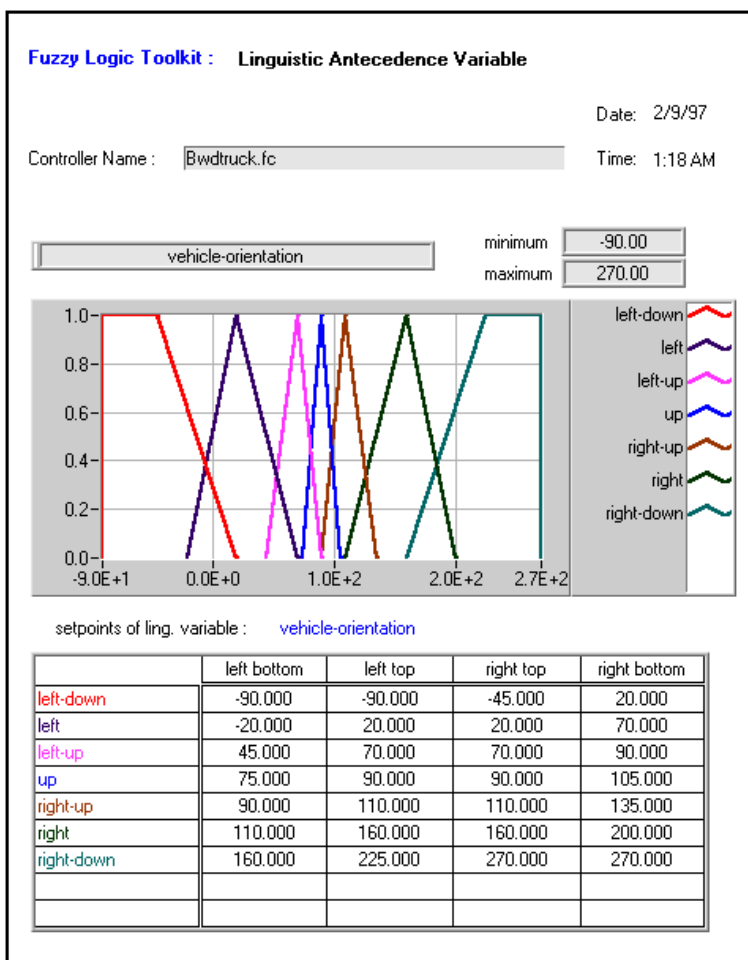 Fuzzy Logic Toolkit : Linguistic Antecedence Variable
Date: 2/9/97
Controller Name : Bwdtruck.fc Time: 1:18 AM
vehicle-orientation
minimum -90.00
maximum 270.00
1.0
0.8
0.6
0.4
0.2
0.0
-9.0E+1 0.0E+0 1.0E+2 2.0E+2 2.7E+2
left-down
left
left-up
up
right-up
right
right-down
setpoints of ling. variable : vehicle-orientation
left bottom left top right top right bottom
left-down -90.000 -90.000 -45.000 20.000
left -20.000 20.000 20.000 70.000
left-up 45.000 70.000 70.000 90.000
up 75.000 90.000 90.000 105.000
right-up 90.000 110.000 110.000 135.000
right 110.000 160.000 160.000 200.000
right-down 160.000 225.000 270.000 270.000